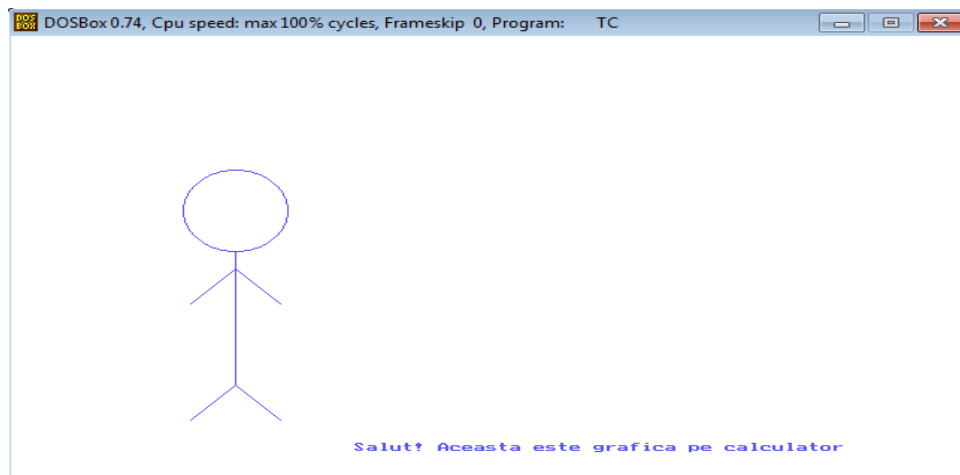 DOSBox 0.74, Cpu speed: max 100% cycles, Frameskip 0, Program: TC
Salut! Aceasta este grafica pe calculator